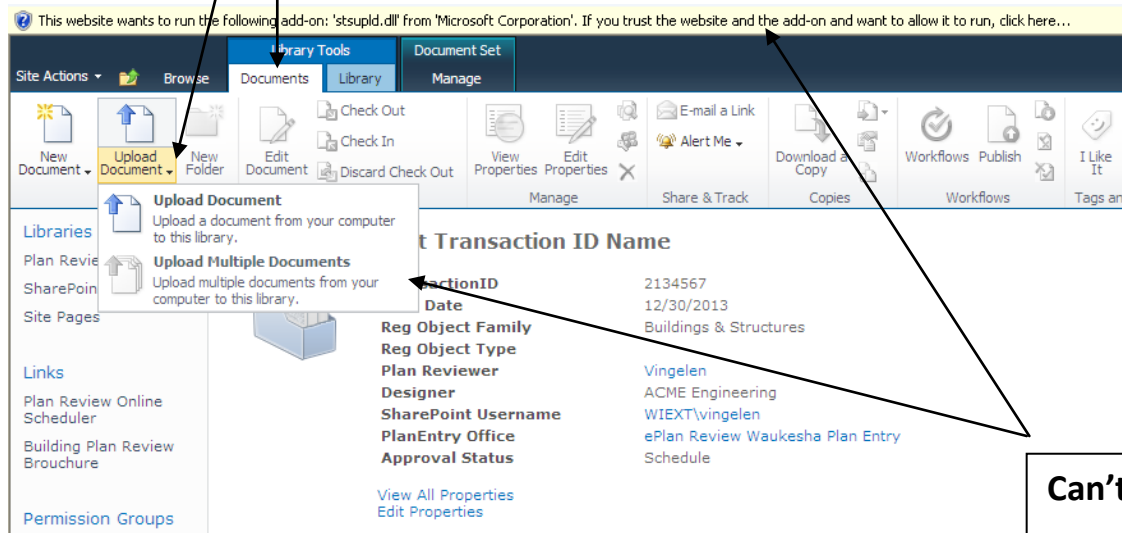 This website wants to run the following add-on: 'stsupld.dll' from 'Microsoft Corporation'. If you trust the website and the add-on and want to allow it to run, click here...
Library Tools Document Set
Site Actions Browse Documents Library Manage
New Document Upload Document New Folder Edit Document Check Out Check In Discard Check Out View Properties Edit Properties E-mail a Link Alert Me Download a Copy Workflows Publish I Like It
Manage Share & Track Copies Workflows Tags an
Upload Document
Upload a document from your computer
to this library.
Upload Multiple Documents
Upload multiple documents from your
computer to this library.
Libraries
Plan Revie
SharePoin
Site Pages
Links
Plan Review Online
Scheduler
Building Plan Review
Brouchure
Permission Groups
t Transaction ID Name
actionID 2134567
Date 12/30/2013
Reg Object Family Buildings & Structures
Reg Object Type
Plan Reviewer Vingelen
Designer ACME Engineering
SharePoint Username WIEXT\vingelen
PlanEntry Office ePlan Review Waukesha Plan Entry
Approval Status Schedule
View All Properties
Edit Properties
Can't